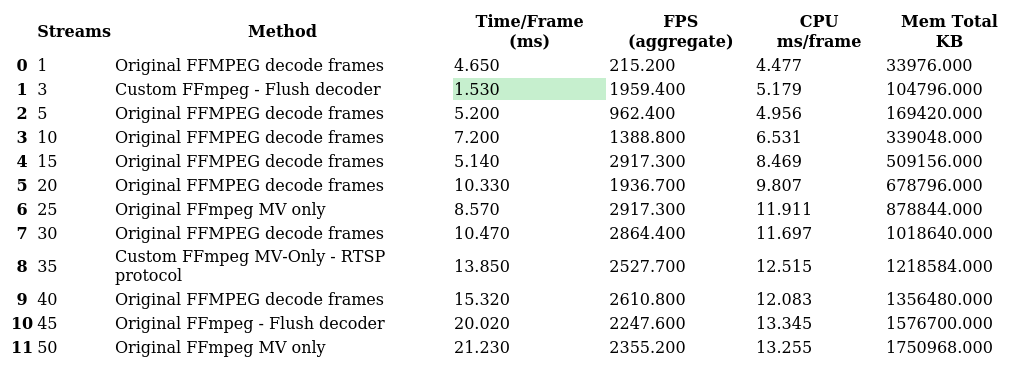 Streams Method Time/Frame (ms) FPS (aggregate) CPU ms/frame Mem Total KB
0 1 Original FFMPEG decode frames 4.650 215.200 4.477 33976.000
1 3 Custom FFmpeg - Flush decoder 1.530 1959.400 5.179 104796.000
2 5 Original FFMPEG decode frames 5.200 962.400 4.956 169420.000
3 10 Original FFMPEG decode frames 7.200 1388.800 6.531 339048.000
4 15 Original FFMPEG decode frames 5.140 2917.300 8.469 509156.000
5 20 Original FFMPEG decode frames 10.330 1936.700 9.807 678796.000
6 25 Original FFmpeg MV only 8.570 2917.300 11.911 878844.000
7 30 Original FFMPEG decode frames 10.470 2864.400 11.697 1018640.000
8 35 Custom FFmpeg MV-Only - RTSP protocol 13.850 2527.700 12.515 1218584.000
9 40 Original FFMPEG decode frames 15.320 2610.800 12.083 1356480.000
10 45 Original FFmpeg - Flush decoder 20.020 2247.600 13.345 1576700.000
11 50 Original FFmpeg MV only 21.230 2355.200 13.255 1750968.000